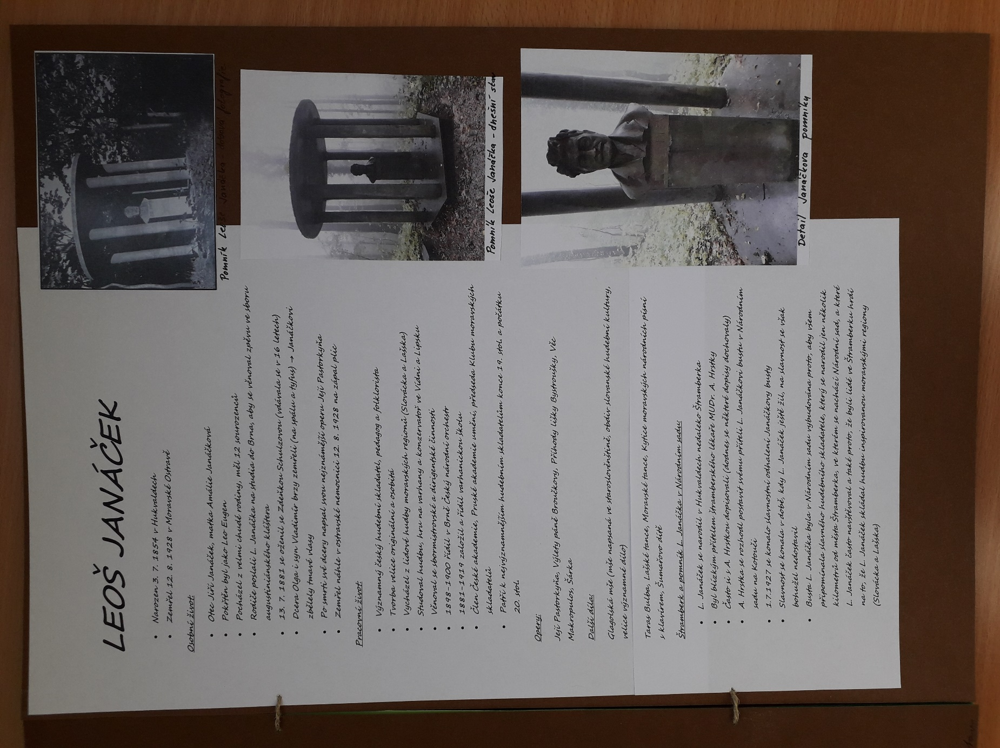 LEOŠ JANÁČEK
• Narozen 3. 7. 1854 v Hukvaldech
• Zemřel 12. 8. 1928 v Moravské Ostravě
Osobní život:
• Otec Jiří Janáček, matka Amálie Janáčková
• Pokřtěn byl jako Leo Eugen
• Pocházel z velmi chudé rodiny, měl 12 sourozenců
• Rodiče poslali L. Janáčka na studia do Brna, aby se věnoval zpěvu ve sboru
augustiniánského kláštera
• 13. 7. 1881 se oženil se Zdeňkou Schulzovou (vdávala se v 16 letech)
• Dcera Olga i syn Vladimír brzy zemřeli (na spálu a tyfus) → Janáčkovi
zbělely tmavé vlasy
• Po smrti své dcery napsal svou nejznámější operu Její Pastorkyňa
• Zemřel náhle v ostravské nemocnici 12. 8. 1928 na zápal plic
Pracovní život:
• Významný český hudební skladatel, pedagog a folklorista
• Tvorba velice originální a osobitá
• Vycházel z lidové hudby moravských regionů (Slovácka a Laška)
• Studoval hudbu, hru na varhany a konzervatoř ve Vídni a Lipsku
• Věnoval se sbormistrovské a dirigentské činnosti
• 1898-1900 řídil v Brně Český národní orchestr
• 1881-1919 založil a řídil varhanickou školu
• Člen České akademie, Pruské akademie umění, předseda Klubu moravských
skladatelů
• Patří k nejvýznamnějším hudebním skladatelům konce 19. stol. a počátku
20. stol.
Opery:
Její Pastorkyňa, Výlety páně Broučkovy, Příhody lišky Bystroušky, Věc
Makropulos, Šárka
Další díla:
Glagolská mše (mše napsaná ve staroslověnštině, obdiv slovanské hudební kultury,
velice významné dílo)
Taras Bulba, Lašské tance, Moravské tance, Kytice moravských národních písní
s klavírem, Šumařovo dítě
Štramberk a pomník L. Janáčka v Národním sadu:
• L. Janáček se narodil v Hukvaldech nedaleko Štramberka
• Byl blízkým přítelem štramberského lékaře MUDr. A. Hrstky
• Často si s A. Hrstkou dopisovali (dodnes se některé dopisy dochovaly)
• A. Hrstka se rozhodl postavit svému příteli L. Janáčkovi bustu v Národním
sadu na Kotouči
• 1.7.1927 se konalo slavnostní odhalení Janáčkovy busty
• Slavnost se konala v době, kdy L. Janáček ještě žil, na slavnost se však
bohužel nedostavil
• Busta L. Janáčka byla v Národním sadu vybudována proto, aby všem
připomínala slavného hudebního skladatele, který se narodil jen několik
kilometrů od města Štramberka, ve kterém se nachází Národní sad, a které
L. Janáček často navštěvoval a také proto, že byli lidé ve Štramberku hrdí
na to, že L. Janáček skládal hudbu inspirovanou moravskými regiony
(Slovácka a Laška)
Pomník Leoše Janáčka - dobová fotografie
Pomník Leoše Janáčka - dnešní stav
Detail Janáčkova pomníky